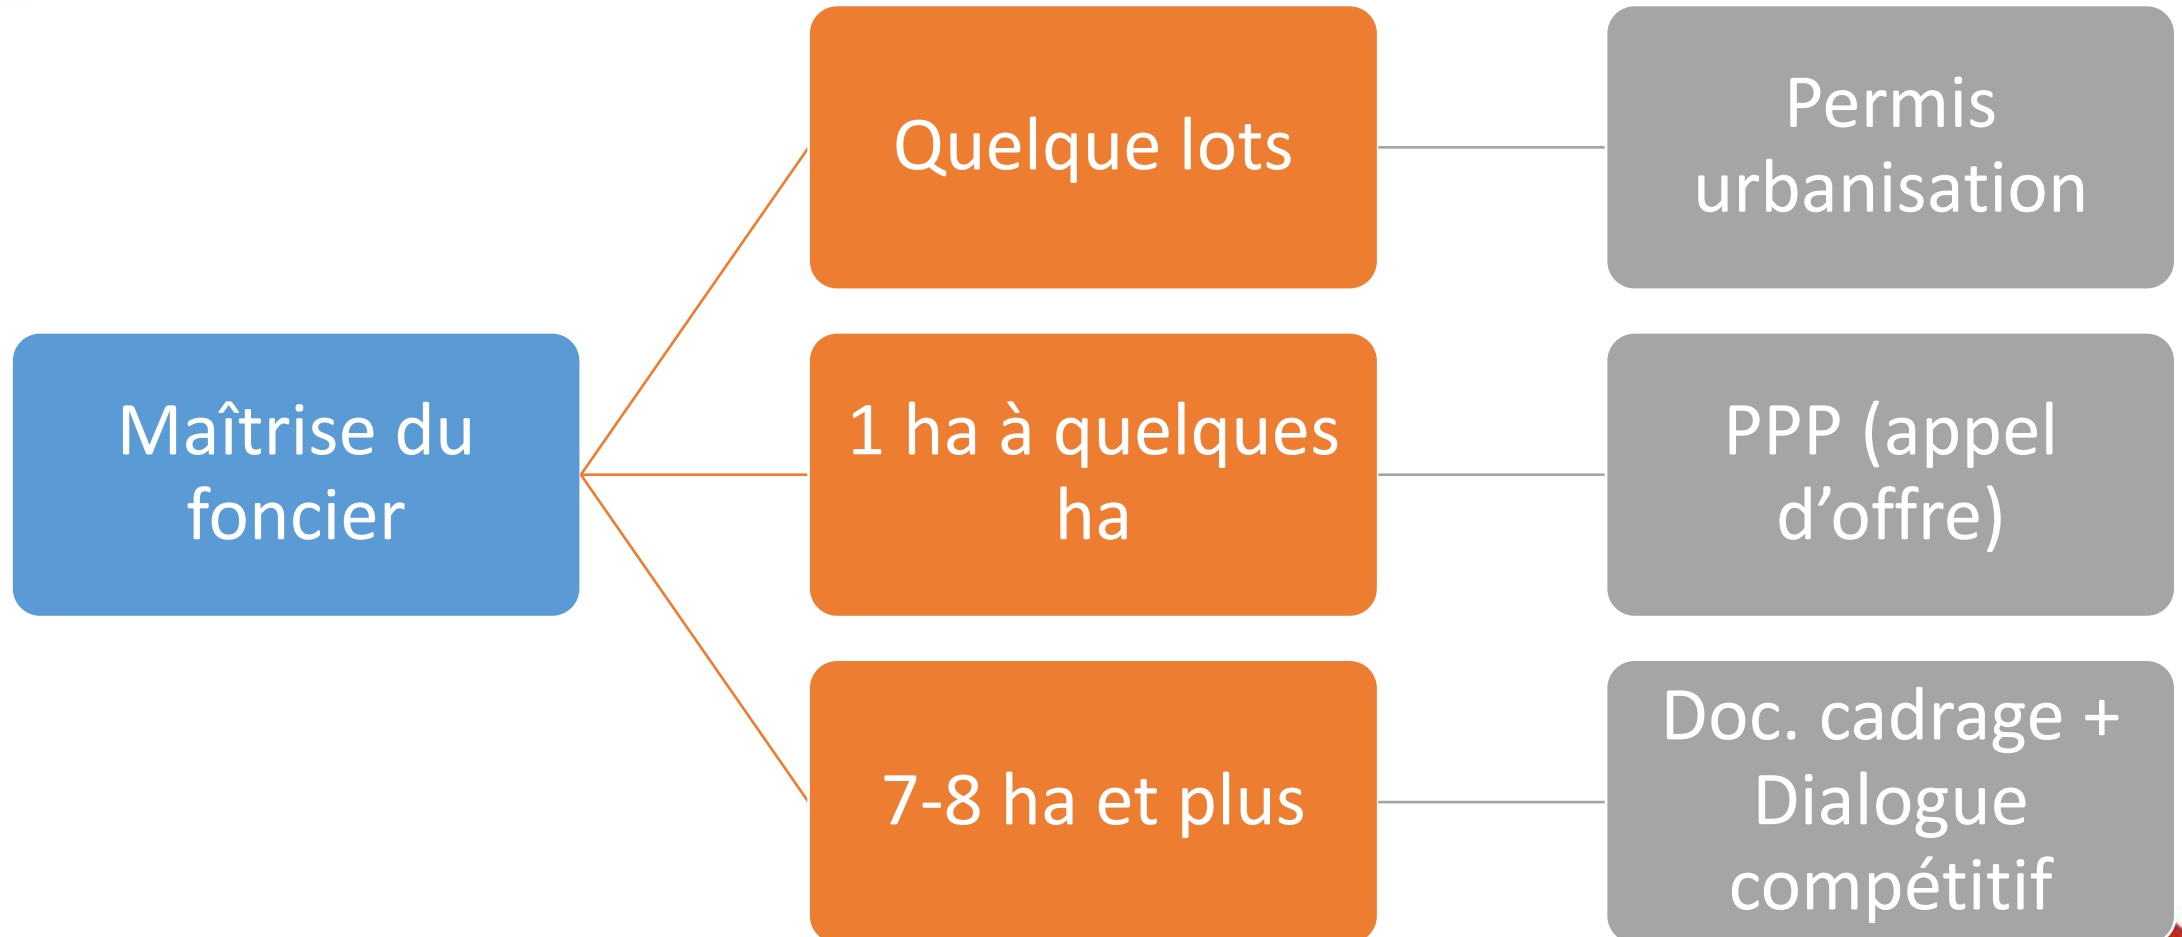 Maîtrise du
foncier
Quelque lots
Permis
urbanisation
1 ha à quelques
ha
PPP (appel
d’offre)
7-8 ha et plus
Doc. cadrage +
Dialogue
compétitif